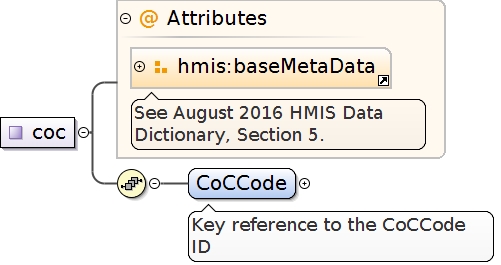 @ Attributes
hmis:baseMetaData
See August 2016 HMIS Data
Dictionary, Section 5.
coc
CoCCode
Key reference to the CoCCode
ID